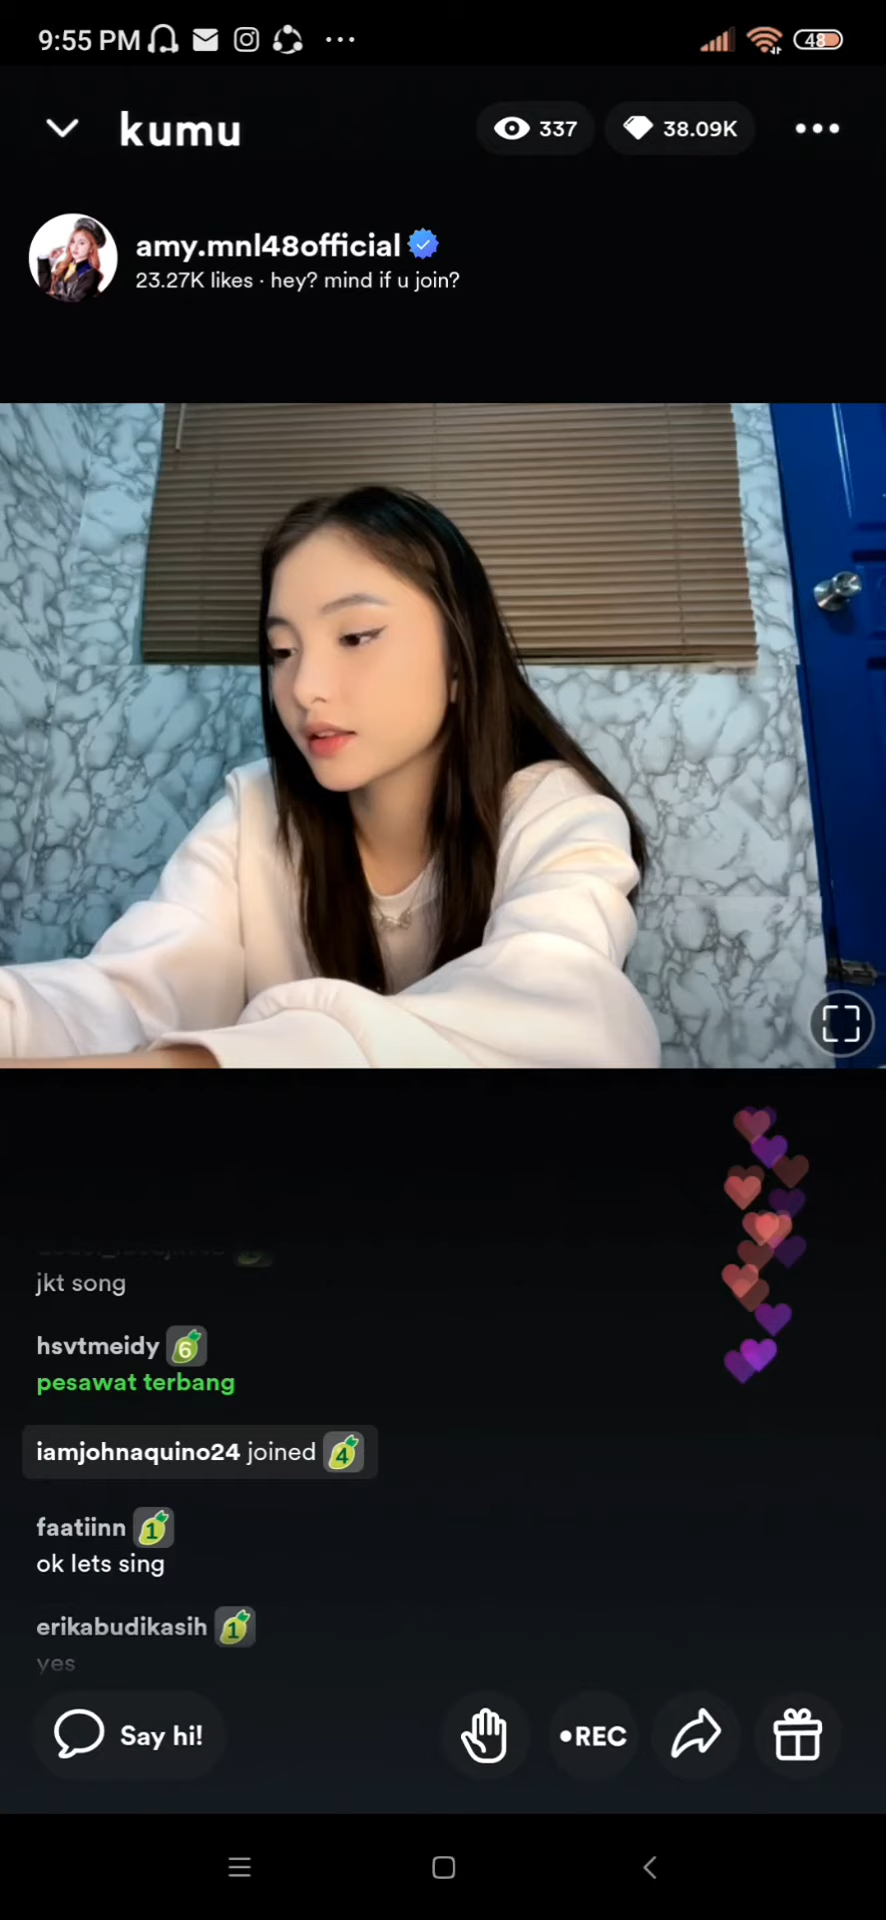 9:55 PM
48
kumu
337
38.09K
amy.mnl48official
23.27K likes · hey? mind if u join?
jkt song
hsvtmeidy 6
pesawat terbang
iamjohnaquino24 joined 4
faatiinn 1
ok lets sing
erikabudikasih 1
yes
Say hi!
•REC